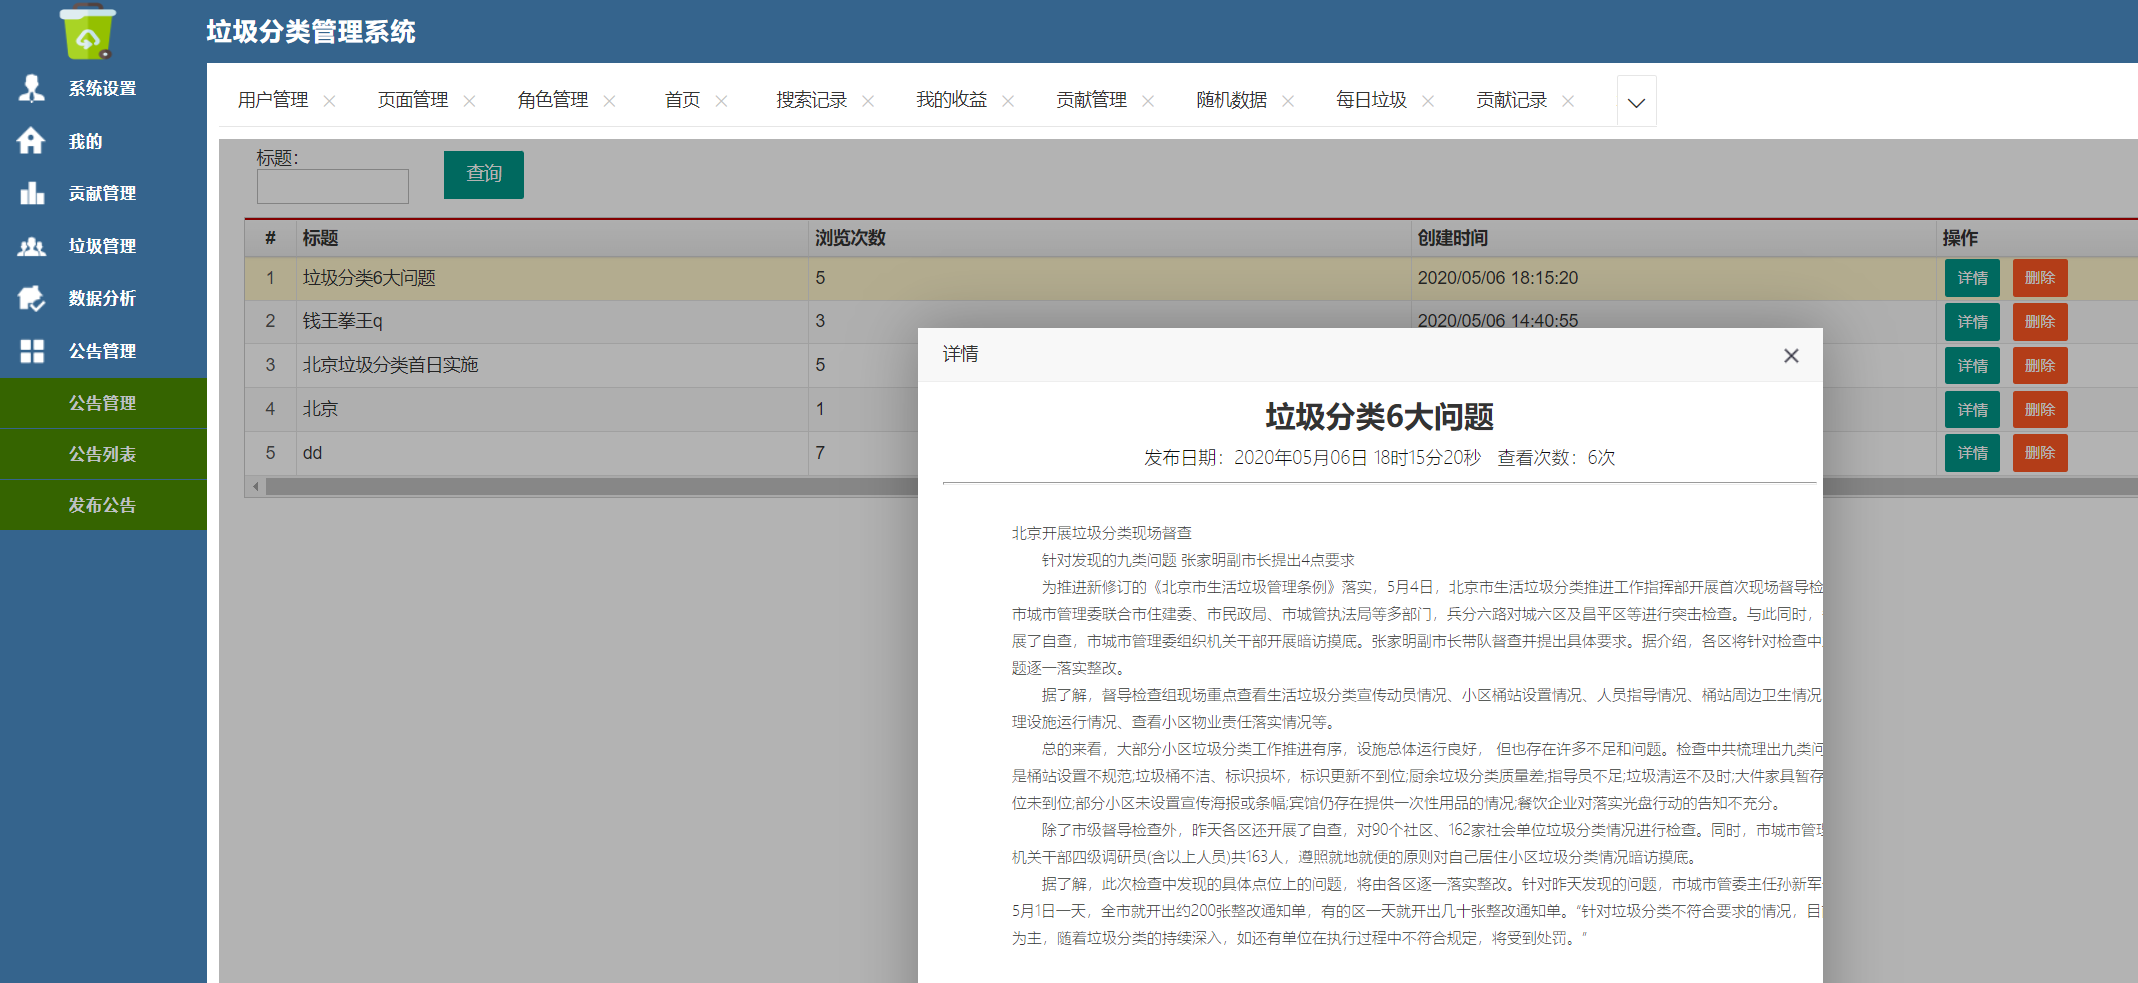 垃圾分类管理系统
系统设置
我的
贡献管理
垃圾管理
数据分析
公告管理
公告管理
公告列表
发布公告
用户管理 页面管理 角色管理 首页 搜索记录 我的收益 贡献管理 随机数据 每日垃圾 贡献记录
标题：
查询
# 标题 浏览次数 创建时间 操作
1 垃圾分类6大问题 5 2020/05/06 18:15:20 详情 删除
2 钱王拳王q 3 2020/05/06 14:40:55 详情 删除
3 北京垃圾分类首日实施 5 详情 删除
4 北京 1 详情 删除
5 dd 7 详情 删除
详情
垃圾分类6大问题
发布日期：2020年05月06日 18时15分20秒 查看次数：6次
北京开展垃圾分类现场督查
针对发现的九类问题 张家明副市长提出4点要求
为推进新修订的《北京市生活垃圾管理条例》落实，5月4日，北京市生活垃圾分类推进工作指挥部开展首次现场督导检
市城市管理委联合市住建委、市民政局、市城管执法局等多部门，兵分六路对城六区及昌平区等进行突击检查。与此同时，
展了自查，市城市管理委组织机关干部开展暗访摸底。张家明副市长带队督查并提出具体要求。据介绍，各区将针对检查中
题逐一落实整改。
据了解，督导检查组现场重点查看生活垃圾分类宣传动员情况、小区桶站设置情况、人员指导情况、桶站周边卫生情况
理设施运行情况、查看小区物业责任落实情况等。
总的来看，大部分小区垃圾分类工作推进有序，设施总体运行良好， 但也存在许多不足和问题。检查中共梳理出九类问
是桶站设置不规范;垃圾桶不洁、标识损坏，标识更新不到位;厨余垃圾分类质量差;指导员不足;垃圾清运不及时;大件家具暂存
位未到位;部分小区未设置宣传海报或条幅;宾馆仍存在提供一次性用品的情况;餐饮企业对落实光盘行动的告知不充分。
除了市级督导检查外，昨天各区还开展了自查，对90个社区、162家社会单位垃圾分类情况进行检查。同时，市城市管理
机关干部四级调研员(含以上人员)共163人，遵照就地就便的原则对自己居住小区垃圾分类情况暗访摸底。
据了解，此次检查中发现的具体点位上的问题，将由各区逐一落实整改。针对昨天发现的问题，市城市管委主任孙新军
5月1日一天，全市就开出约200张整改通知单，有的区一天就开出几十张整改通知单。“针对垃圾分类不符合要求的情况，目
为主，随着垃圾分类的持续深入，如还有单位在执行过程中不符合规定，将受到处罚。”